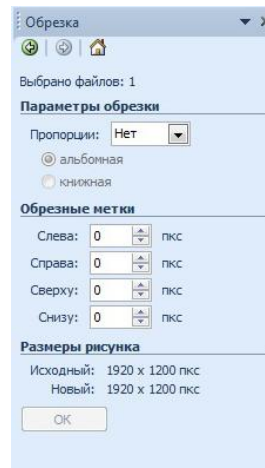 Обрезка
Выбрано файлов: 1
Параметры обрезки
Пропорции: Нет
альбомная
книжная
Обрезные метки
Слева: 0 пкс
Справа: 0 пкс
Сверху: 0 пкс
Снизу: 0 пкс
Размеры рисунка
Исходный: 1920 x 1200 пкс
Новый: 1920 x 1200 пкс
ОК